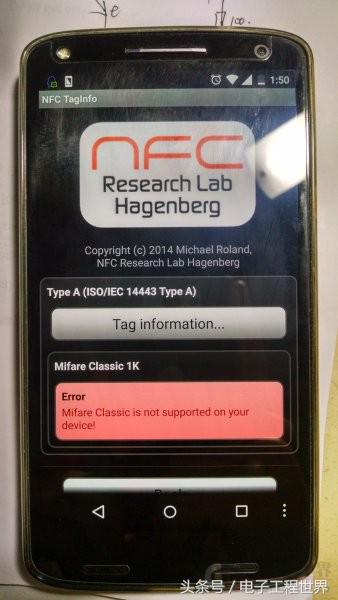 100.
1:50
NFC TagInfo
NFC
Research Lab
Hagenberg
Copyright (c) 2014 Michael Roland,
NFC Research Lab Hagenberg
Type A (ISO/IEC 14443 Type A)
Tag information...
Mifare Classic 1K
Error
Mifare Classic is not supported on your
device!
头条号 / 电子工程世界